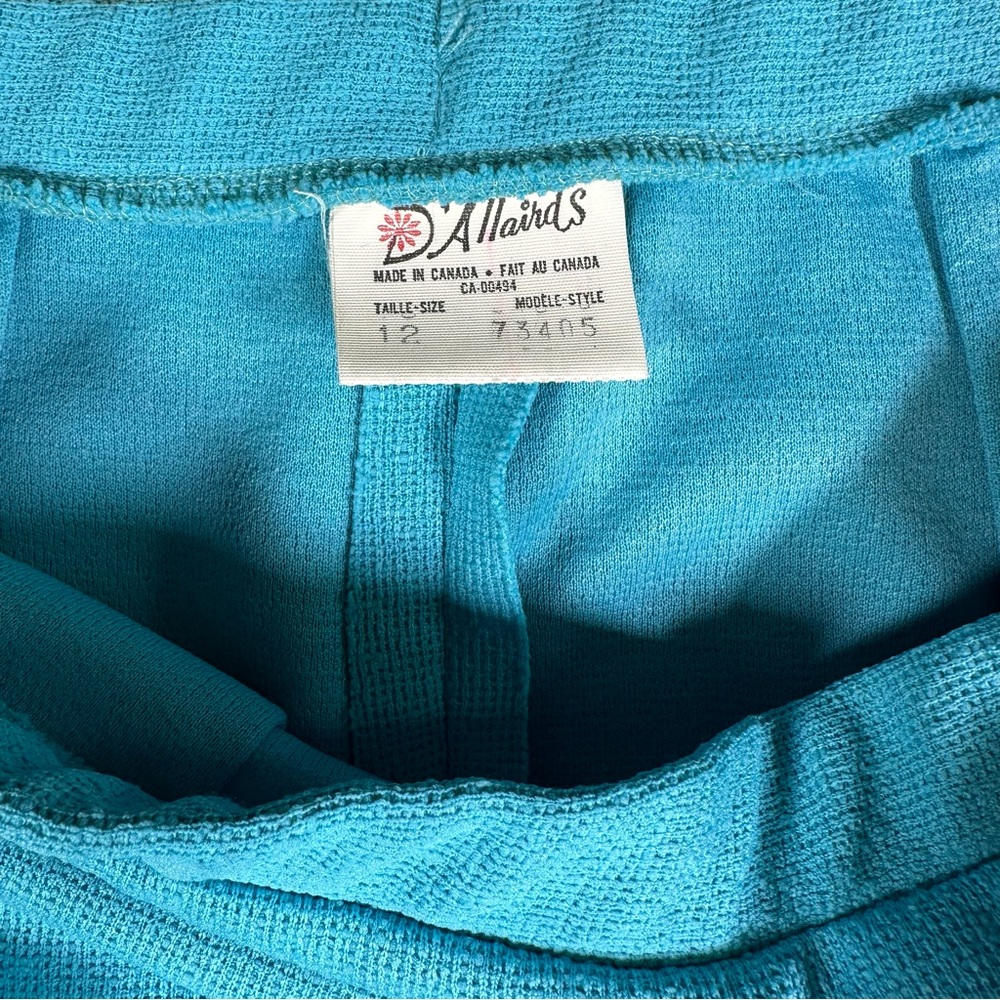 D'Allairds
MADE IN CANADA • FAIT AU CANADA
CA-00494
TAILLE-SIZE MODÈLE-STYLE
12 73405